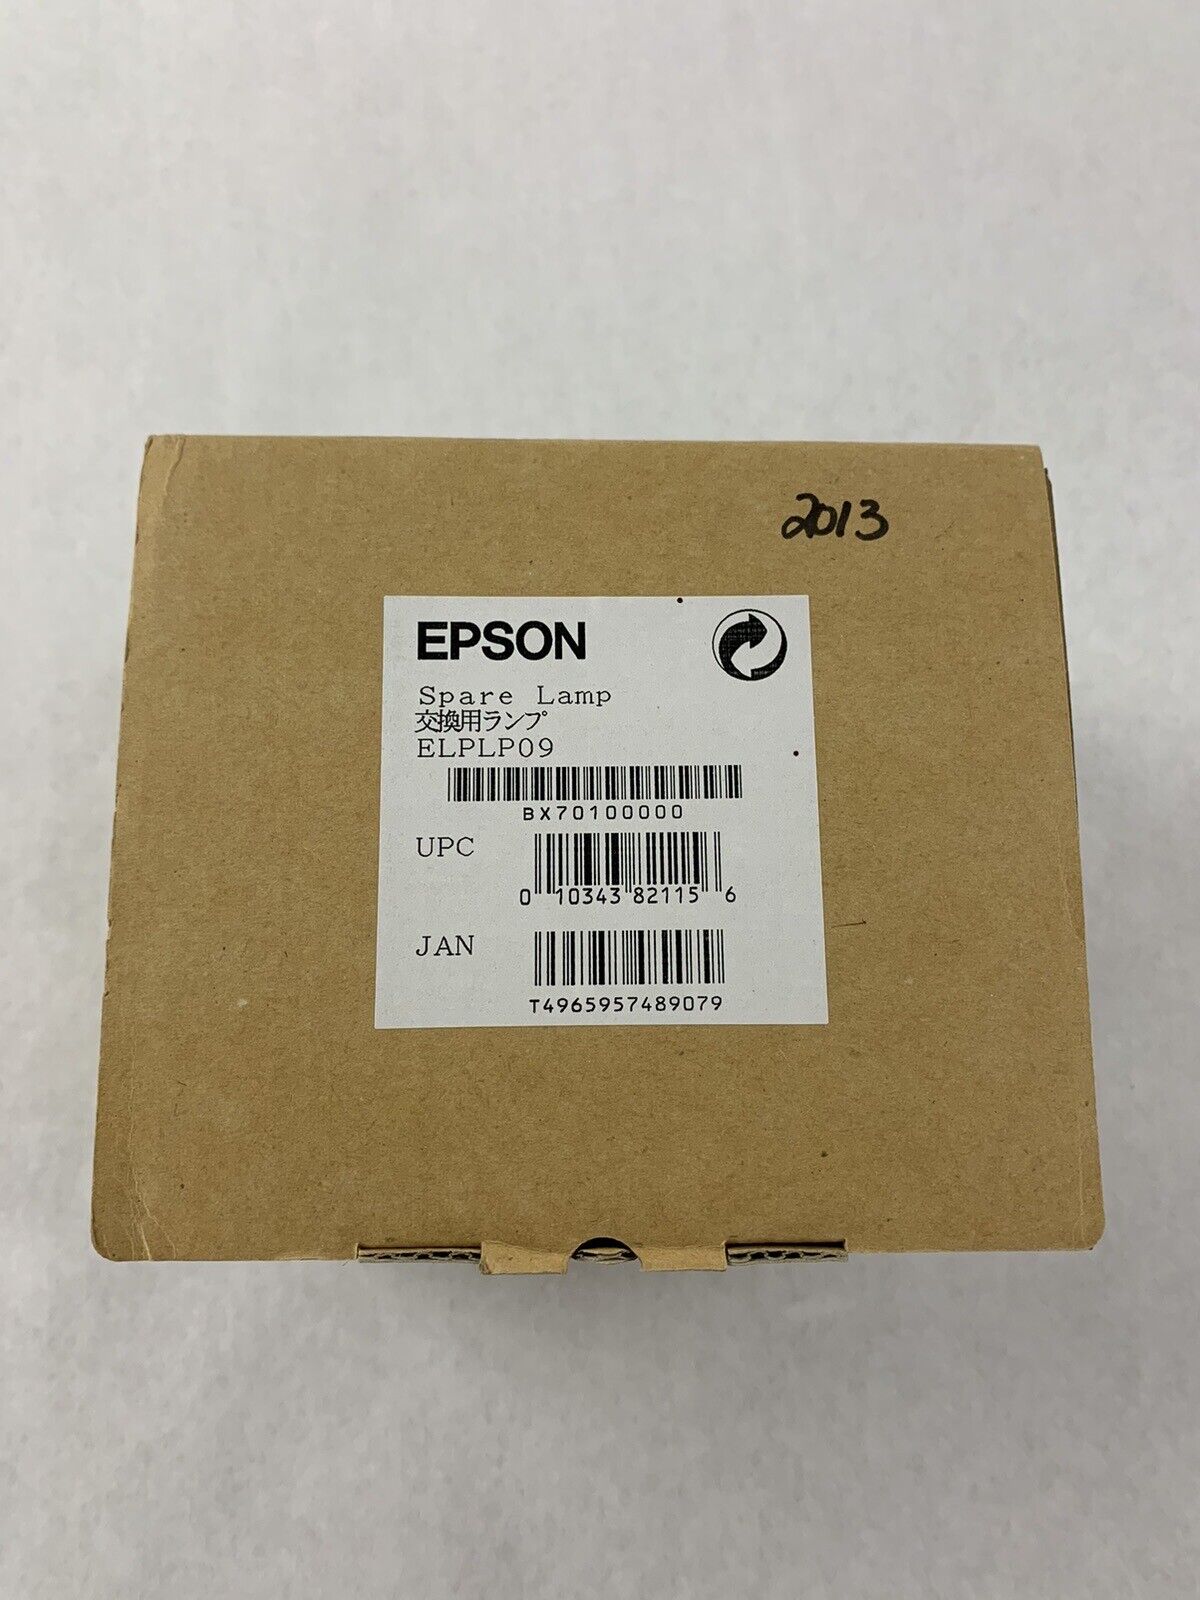 2013
EPSON
Spare Lamp
交換用ランプ
ELPLP09
BX70100000
UPC
0 10343 82115 6
JAN
T4965957489079